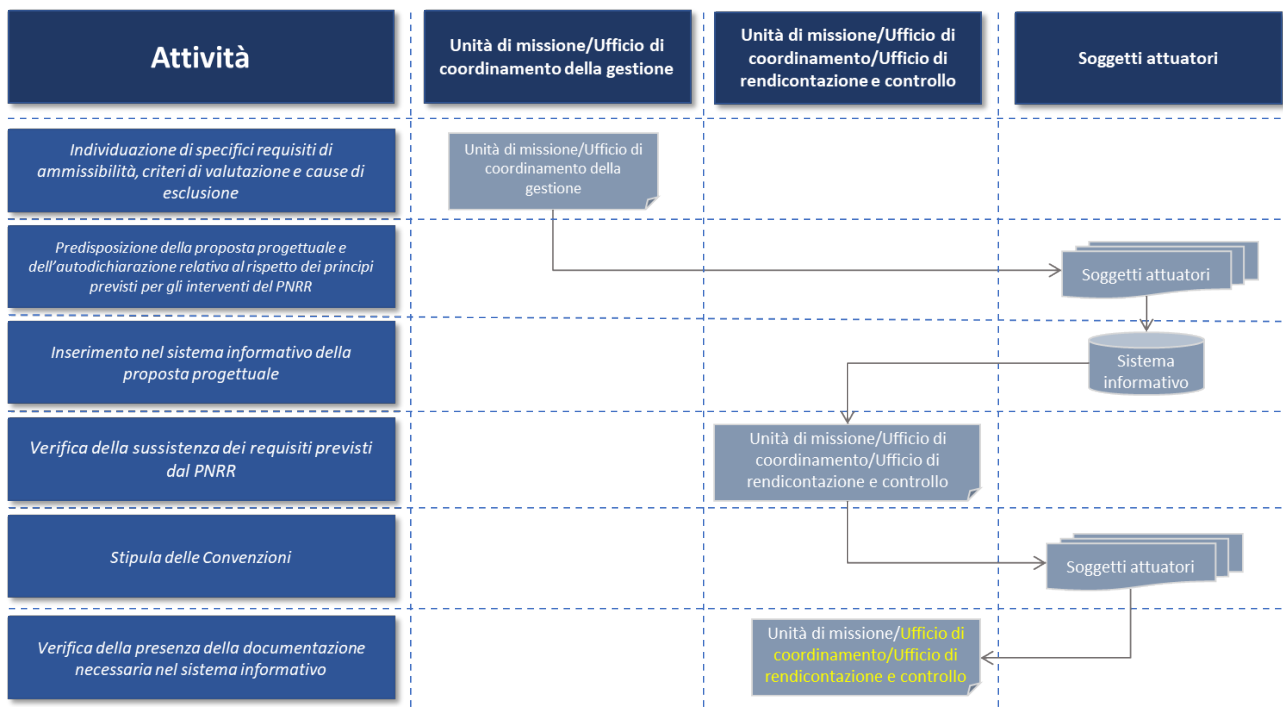 Attività
Unità di missione/Ufficio di
coordinamento della gestione
Unità di missione/Ufficio di
coordinamento/Ufficio di
rendicontazione e controllo
Soggetti attuatori
Individuazione di specifici requisiti di
ammissibilità, criteri di valutazione e cause di
esclusione
Unità di missione/Ufficio di
coordinamento della
gestione
Predisposizione della proposta progettuale e
dell'autodichiarazione relativa al rispetto dei principi
previsti per gli interventi del PNRR
Soggetti attuatori
Inserimento nel sistema informativo della
proposta progettuale
Sistema
informativo
Verifica della sussistenza dei requisiti previsti
dal PNRR
Unità di missione/Ufficio di
coordinamento/Ufficio di
rendicontazione e controllo
Stipula delle Convenzioni
Soggetti attuatori
Verifica della presenza della documentazione
necessaria nel sistema informativo
Unità di missione/Ufficio di
coordinamento/Ufficio di
rendicontazione e controllo